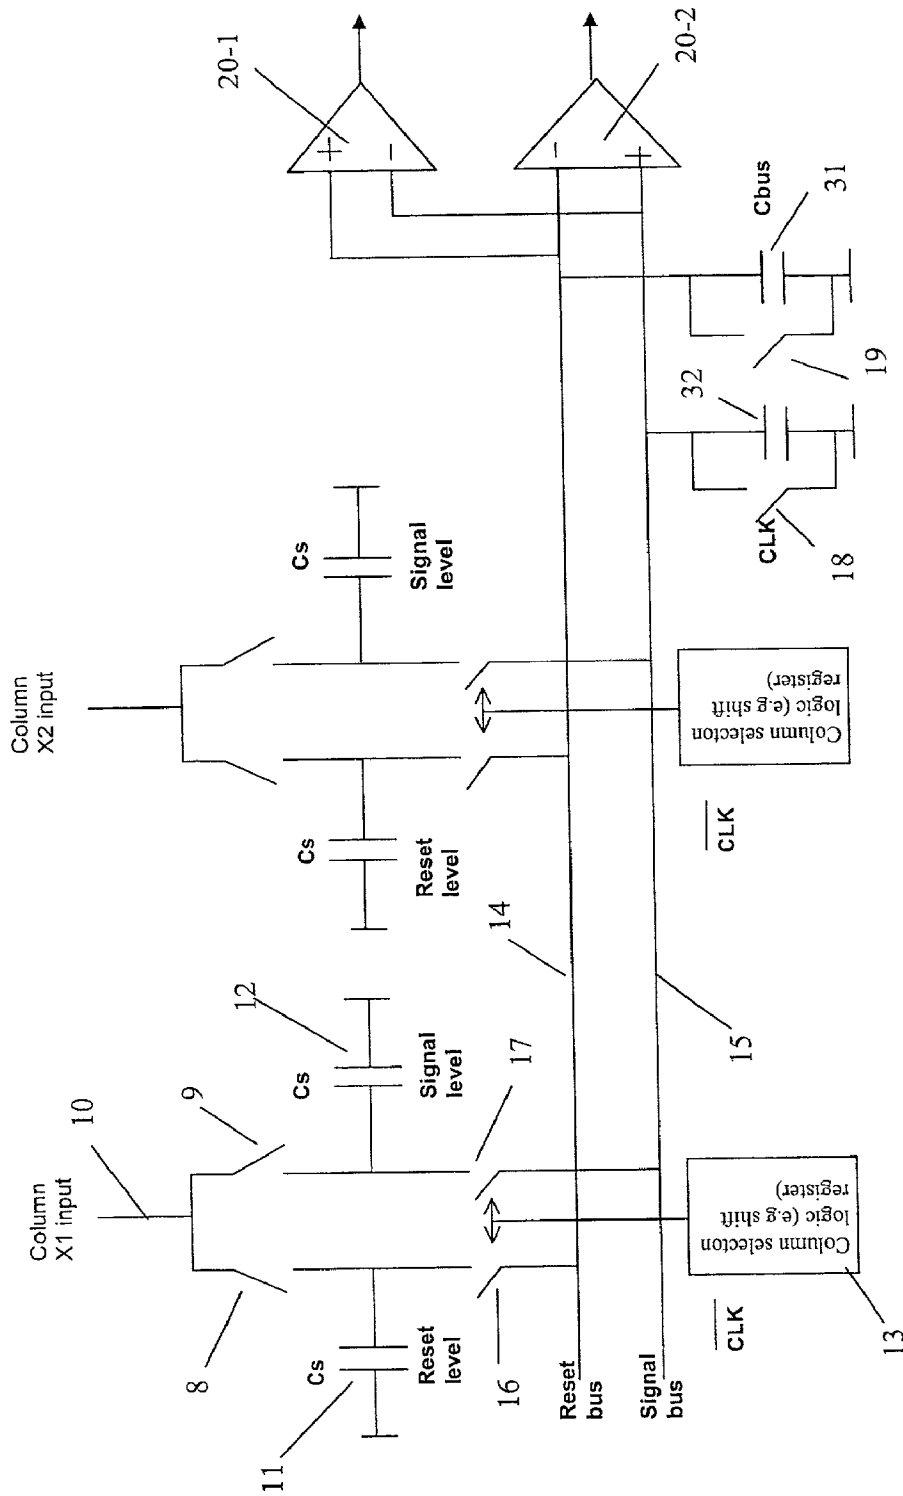 Column
X1 input
10
8
9
11
Cs
Reset
level
12
Cs
Signal
level
16
17
Reset
bus
Signal
bus
14
15
CLK
Column selecton
logic (e.g shift
register)
13
Column
X2 input
Cs
Reset
level
Cs
Signal
level
CLK
Column selecton
logic (e.g shift
register)
CLK
18
32
19
Cbus
31
+
−
20-1
−
+
20-2